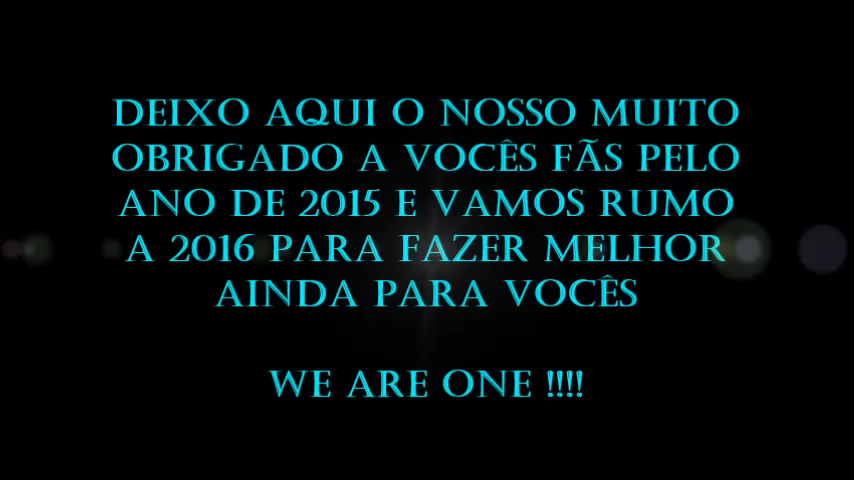 DEIXO AQUI O NOSSO MUITO
OBRIGADO A VOCÊS FÃS PELO
ANO DE 2015 E VAMOS RUMO
A 2016 PARA FAZER MELHOR
AINDA PARA VOCÊS
WE ARE ONE !!!!